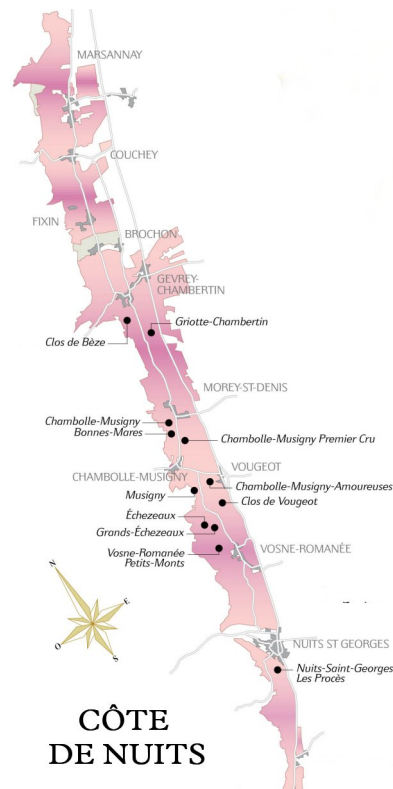 MARSANNAY
COUCHEY
FIXIN
BROCHON
GEVREY-
CHAMBERTIN
Griotte-Chambertin
Clos de Bèze
MOREY-ST-DENIS
Chambolle-Musigny
Bonnes-Mares
Chambolle-Musigny Premier Cru
CHAMBOLLE-MUSIGNY
VOUGEOT
Chambolle-Musigny-Amoureuses
Musigny
Clos de Vougeot
Échezeaux
Grands-Échezeaux
Vosne-Romanée
Petits-Monts
VOSNE-ROMANÉE
N
E
O
S
NUITS ST GEORGES
Nuits-Saint-Georges
Les Procès
CÔTE
DE NUITS